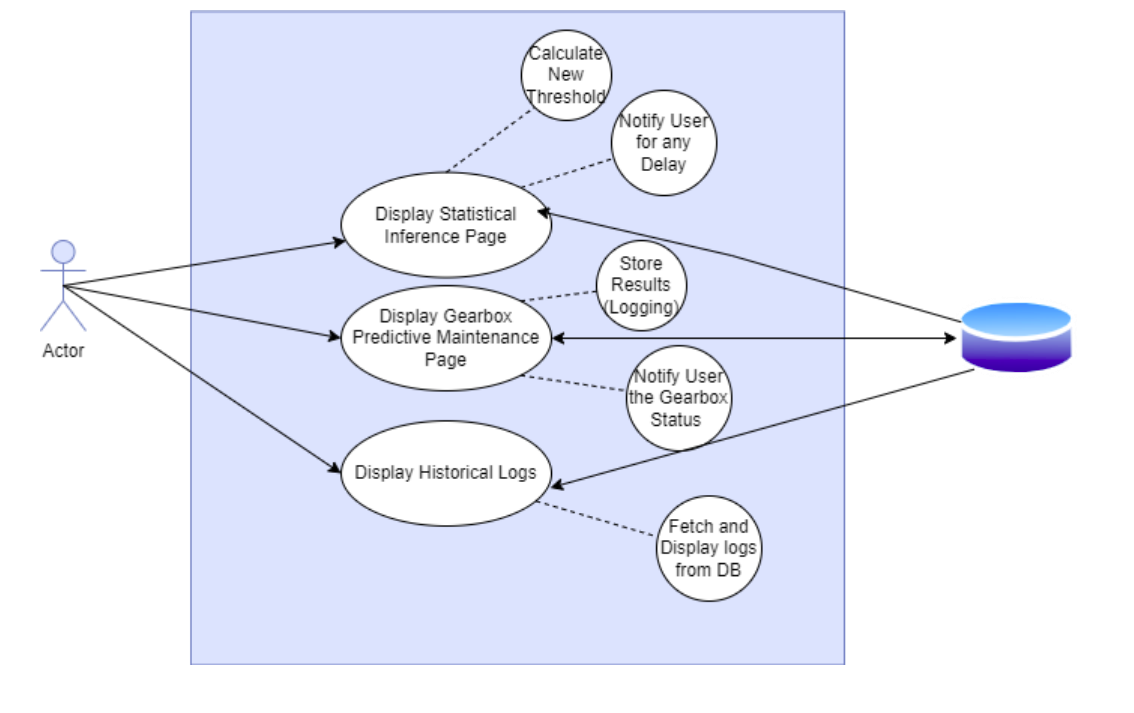 Calculate
New
Threshold
Notify User
for any
Delay
Display Statistical
Inference Page
Store
Results
(Logging)
Display Gearbox
Predictive Maintenance
Page
Actor
Notify User
the Gearbox
Status
Display Historical Logs
Fetch and
Display logs
from DB